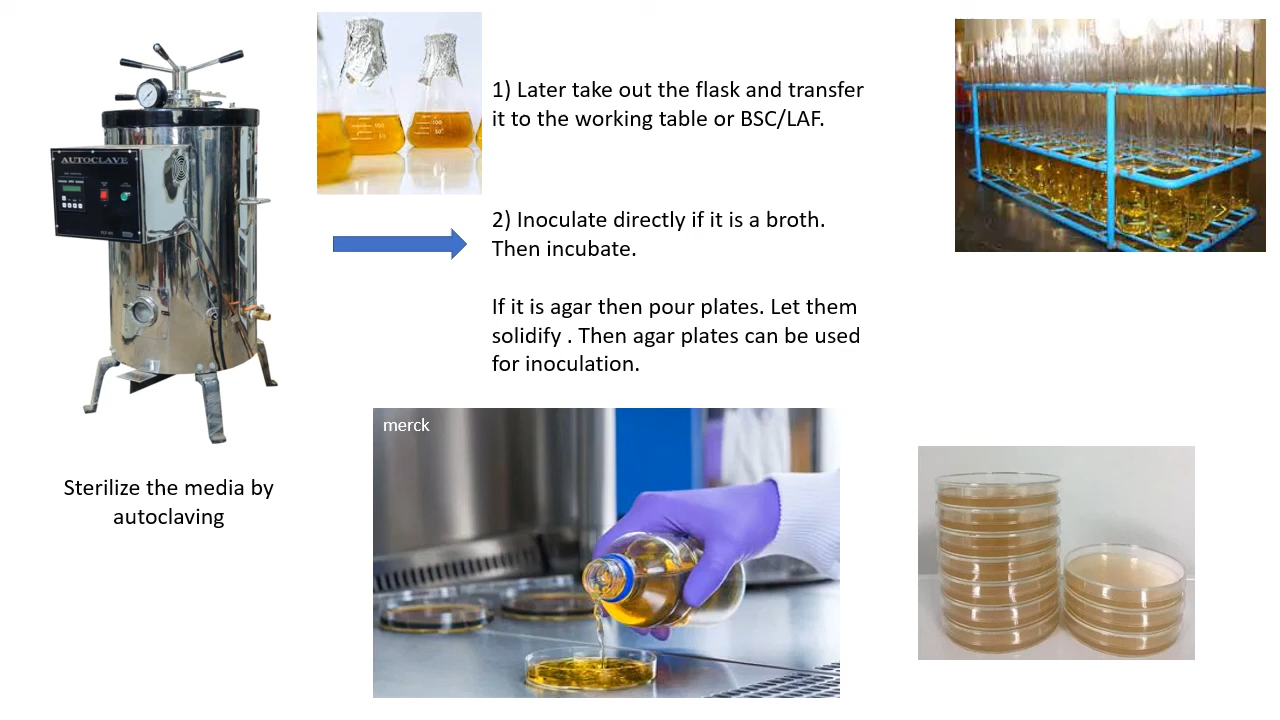 AUTOCLAVE
Sterilize the media by
autoclaving
1) Later take out the flask and transfer
it to the working table or BSC/LAF.
2) Inoculate directly if it is a broth.
Then incubate.
If it is agar then pour plates. Let them
solidify . Then agar plates can be used
for inoculation.
merck